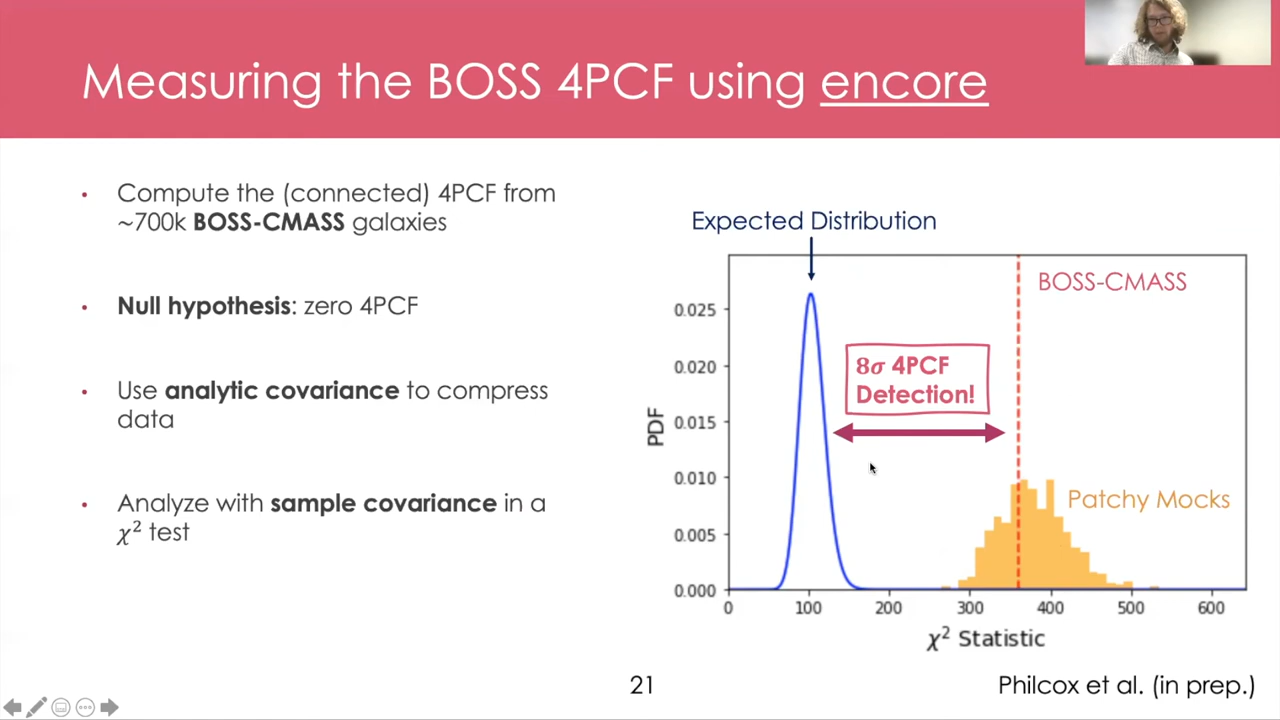 Measuring the BOSS 4PCF using encore
• Compute the (connected) 4PCF from
~700k BOSS-CMASS galaxies
• Null hypothesis: zero 4PCF
• Use analytic covariance to compress
data
• Analyze with sample covariance in a
χ² test
Expected Distribution
BOSS-CMASS
8σ 4PCF
Detection!
Patchy Mocks
PDF
0.025
0.020
0.015
0.010
0.005
0.000
0 100 200 300 400 500 600
χ² Statistic
21
Philcox et al. (in prep.)